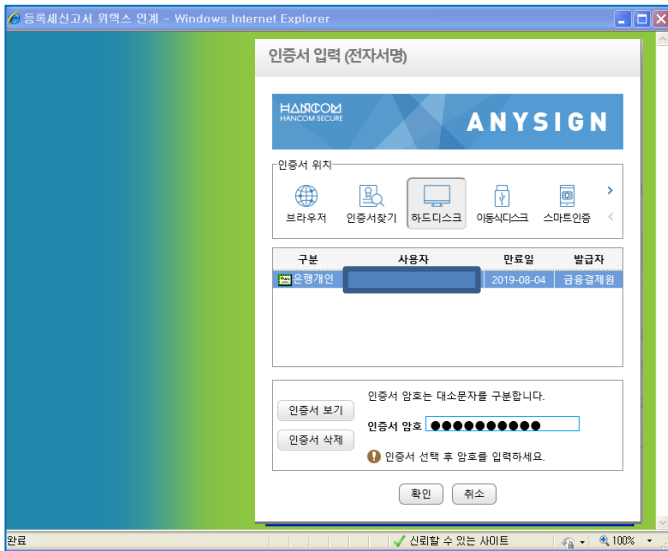 등록세신고서 위택스 연계 - Windows Internet Explorer
인증서 입력 (전자서명)
HANCOM
HANCOM SECURE
ANYSIGN
인증서 위치
브라우저 인증서찾기 하드디스크 이동식디스크 스마트인증
구분 사용자 만료일 발급자
은행개인 2019-08-04 금융결제원
인증서 암호는 대소문자를 구분합니다.
인증서 보기
인증서 암호 ●●●●●●●●●●
인증서 삭제
인증서 선택 후 암호를 입력하세요.
확인 취소
완료 신뢰할 수 있는 사이트 100%